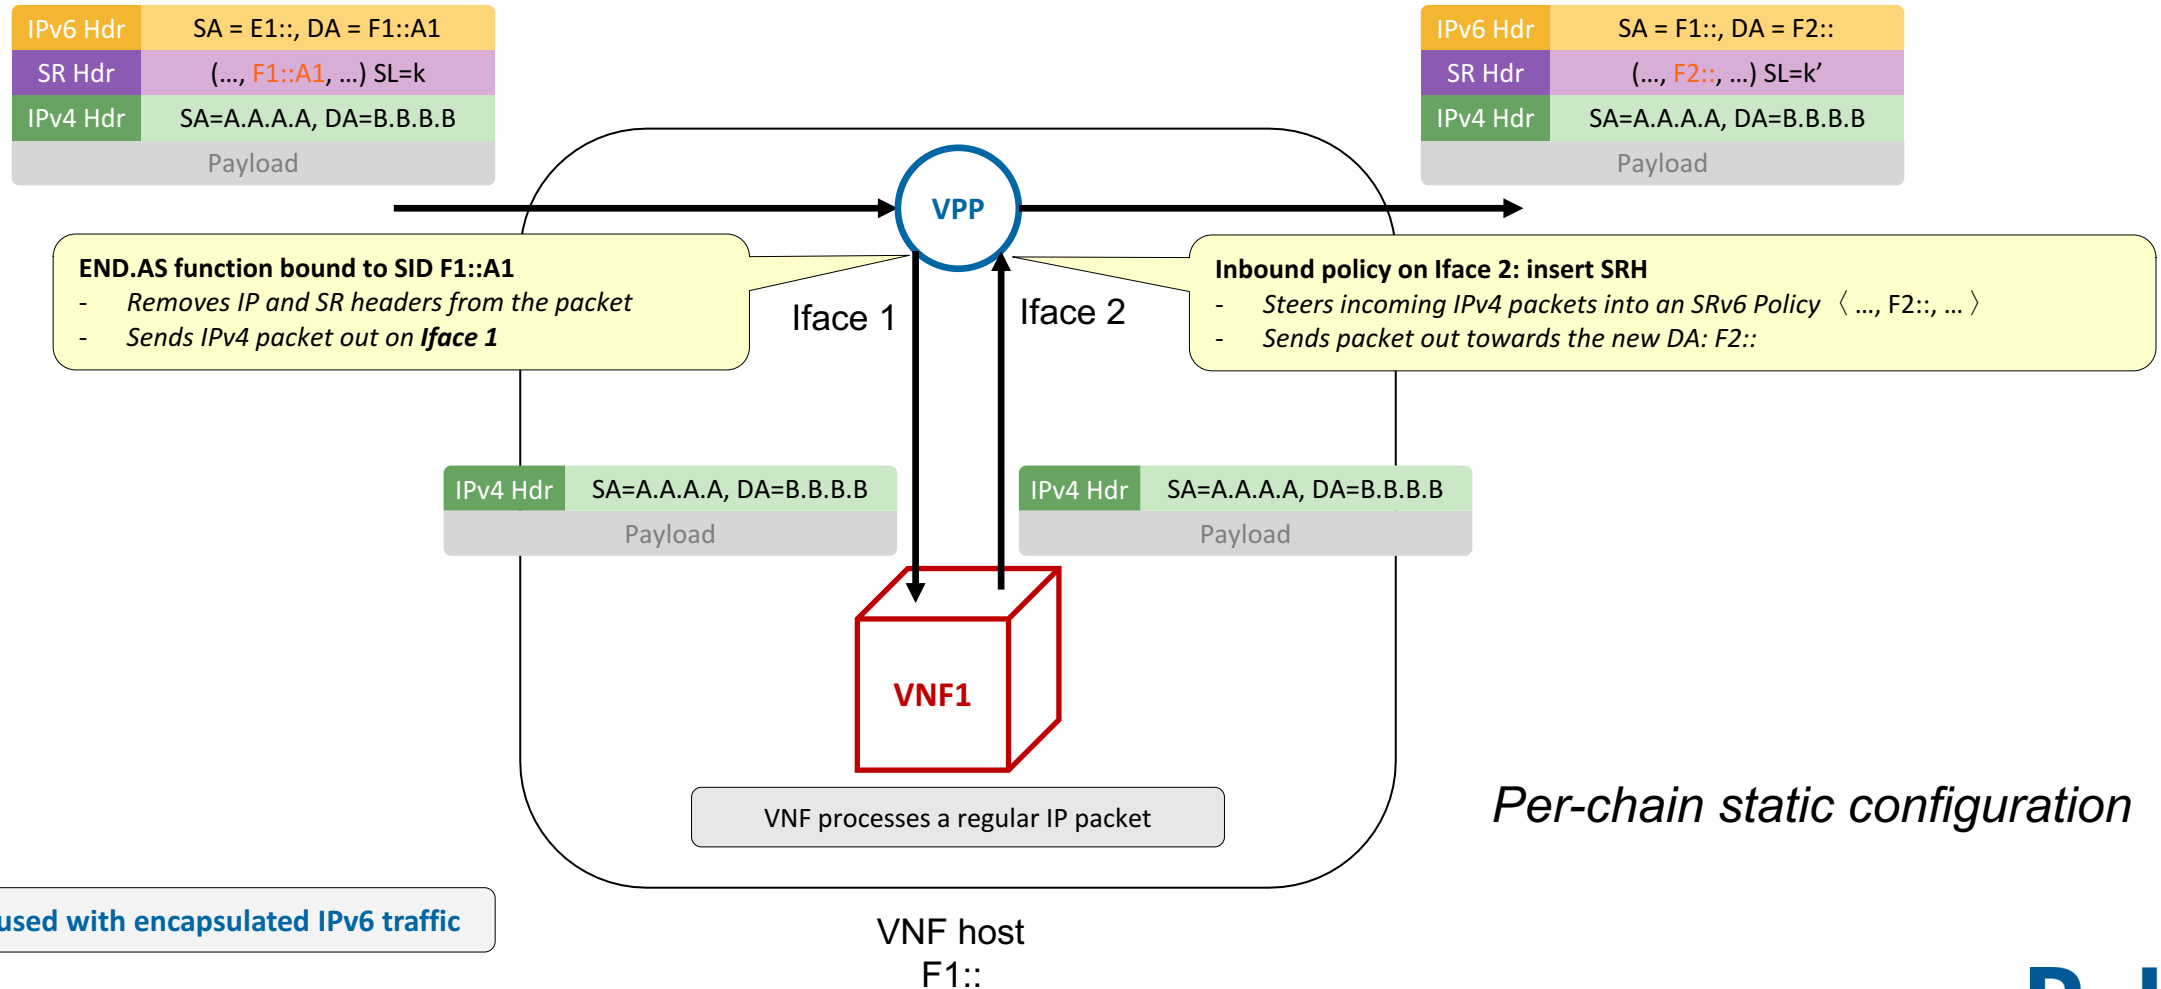 IPv6 Hdr SA = E1::, DA = F1::A1
SR Hdr (…, F1::A1, …) SL=k
IPv4 Hdr SA=A.A.A.A, DA=B.B.B.B
Payload
IPv6 Hdr SA = F1::, DA = F2::
SR Hdr (…, F2::, …) SL=k’
IPv4 Hdr SA=A.A.A.A, DA=B.B.B.B
Payload
VPP
END.AS function bound to SID F1::A1
- Removes IP and SR headers from the packet
- Sends IPv4 packet out on Iface 1
Iface 1
Iface 2
Inbound policy on Iface 2: insert SRH
- Steers incoming IPv4 packets into an SRv6 Policy 〈 …, F2::, … 〉
- Sends packet out towards the new DA: F2::
IPv4 Hdr SA=A.A.A.A, DA=B.B.B.B
Payload
IPv4 Hdr SA=A.A.A.A, DA=B.B.B.B
Payload
VNF1
VNF processes a regular IP packet
Per-chain static configuration
used with encapsulated IPv6 traffic
VNF host
F1::